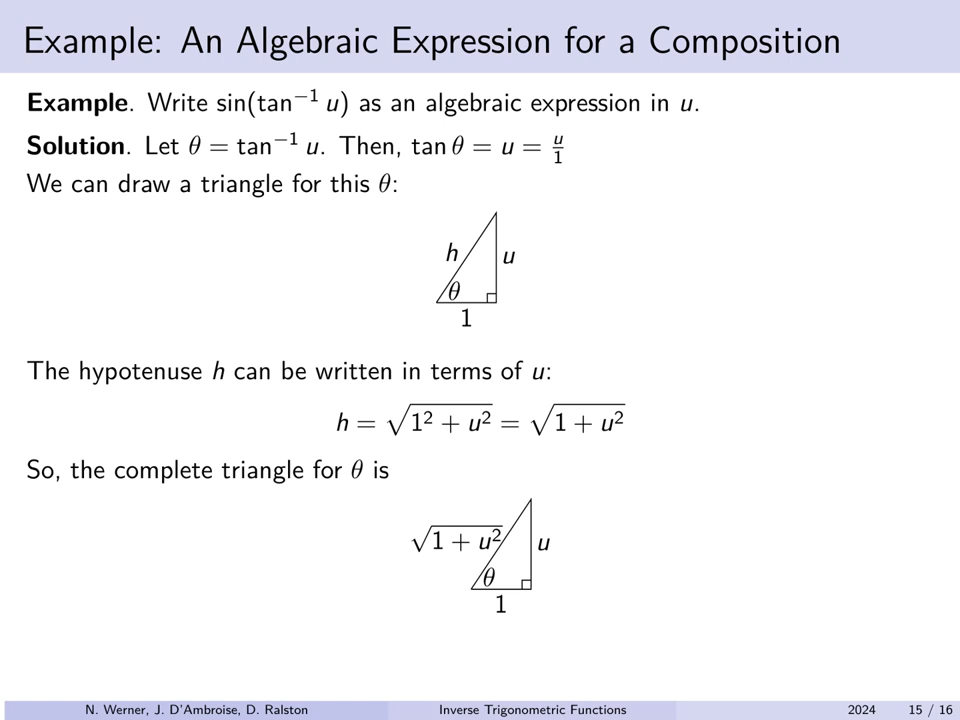 Example: An Algebraic Expression for a Composition
Example. Write sin(tan⁻¹ u) as an algebraic expression in u.
Solution. Let θ = tan⁻¹ u. Then, tan θ = u = u/1
We can draw a triangle for this θ:
h
u
θ
1
The hypotenuse h can be written in terms of u:
h = √(1² + u²) = √(1 + u²)
So, the complete triangle for θ is
√(1 + u²)
u
θ
1
N. Werner, J. D'Ambroise, D. Ralston Inverse Trigonometric Functions 2024 15 / 16